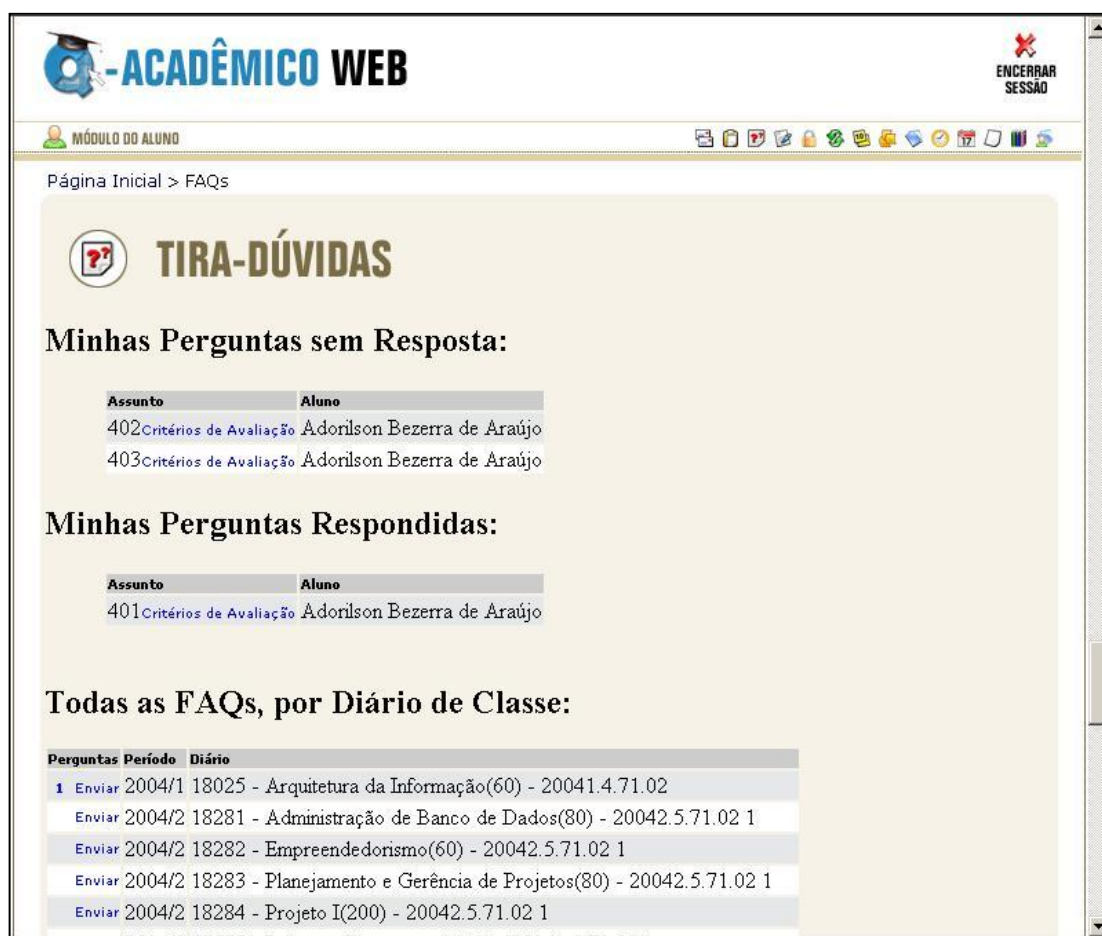 Q-ACADÊMICO WEB
ENCERRAR
SESSÃO
MÓDULO DO ALUNO
Página Inicial > FAQs
TIRA-DÚVIDAS
Minhas Perguntas sem Resposta:
Assunto Aluno
402Critérios de Avaliação Adorilson Bezerra de Araújo
403Critérios de Avaliação Adorilson Bezerra de Araújo
Minhas Perguntas Respondidas:
Assunto Aluno
401Critérios de Avaliação Adorilson Bezerra de Araújo
Todas as FAQs, por Diário de Classe:
Perguntas Período Diário
1 Enviar 2004/1 18025 - Arquitetura da Informação(60) - 20041.4.71.02
Enviar 2004/2 18281 - Administração de Banco de Dados(80) - 20042.5.71.02 1
Enviar 2004/2 18282 - Empreendedorismo(60) - 20042.5.71.02 1
Enviar 2004/2 18283 - Planejamento e Gerência de Projetos(80) - 20042.5.71.02 1
Enviar 2004/2 18284 - Projeto I(200) - 20042.5.71.02 1